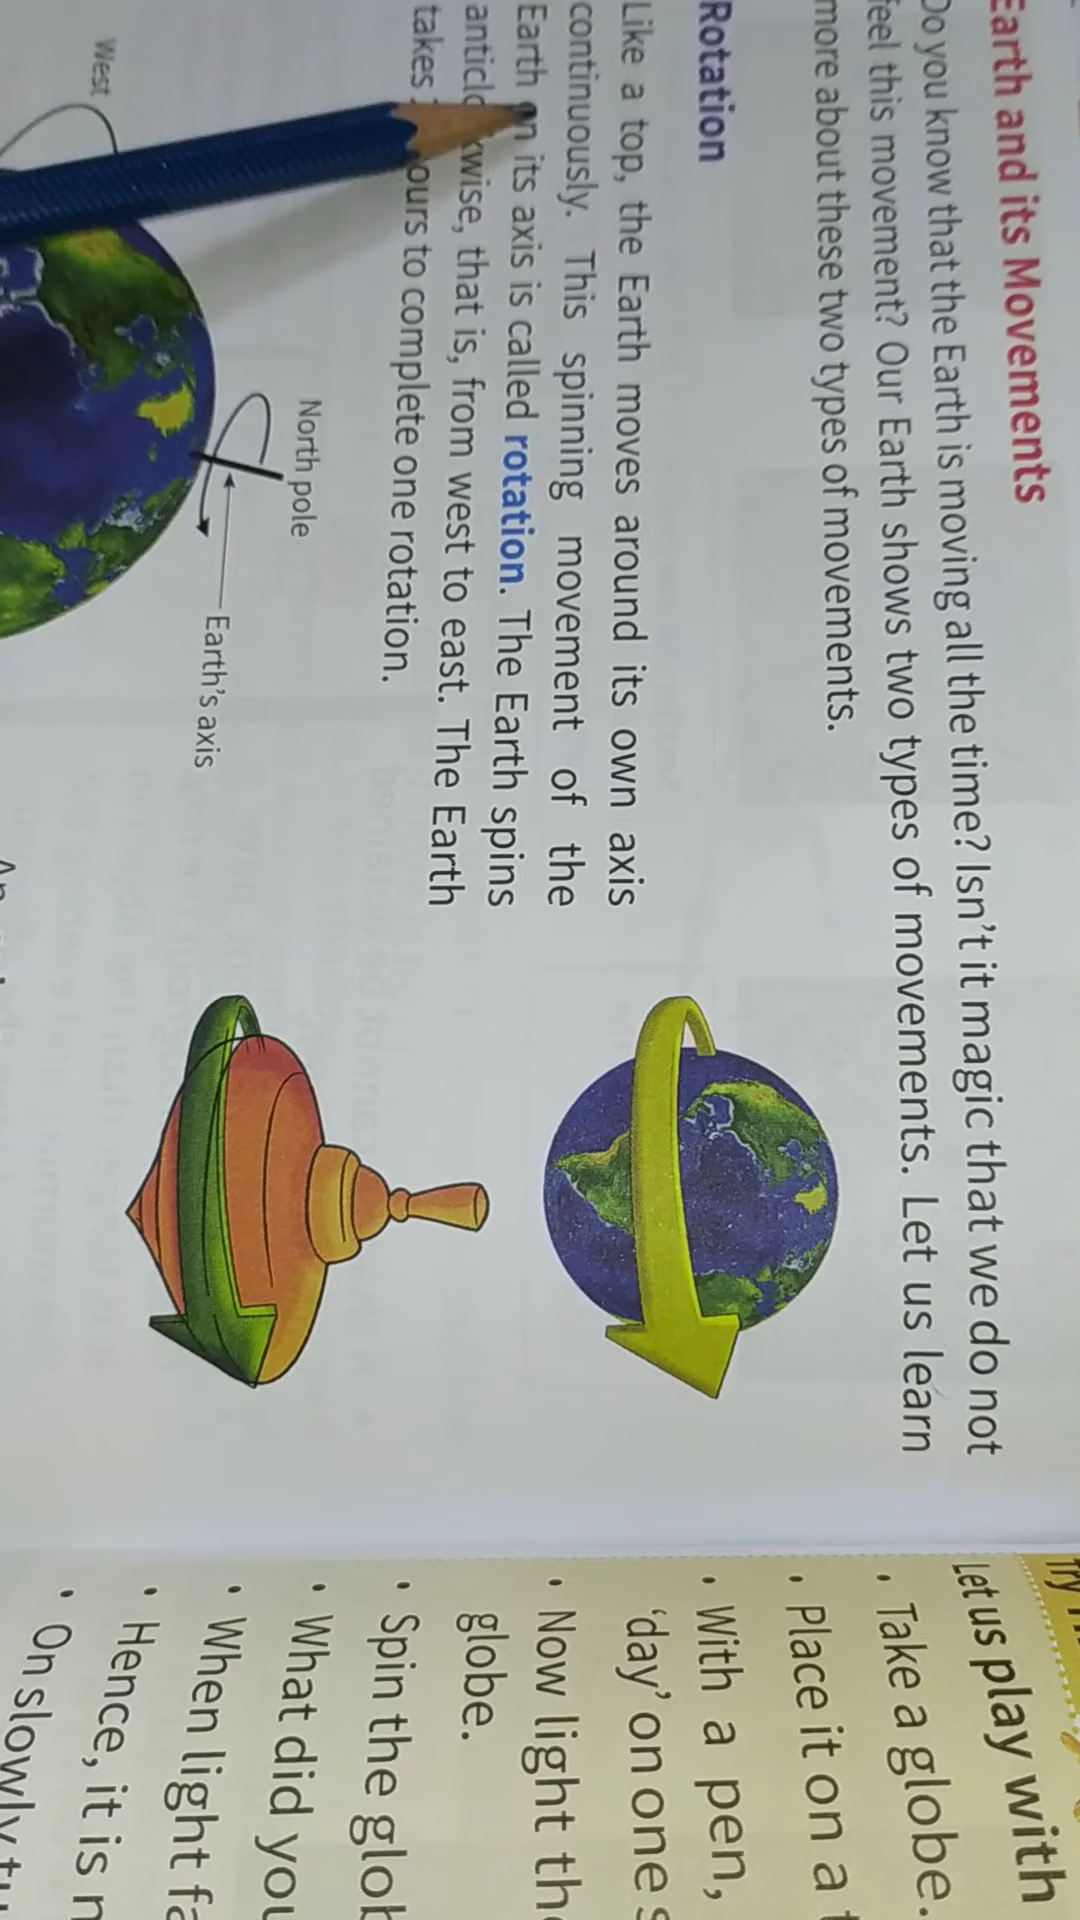 Earth and its Movements
Do you know that the Earth is moving all the time? Isn't it magic that we do not
feel this movement? Our Earth shows two types of movements. Let us learn
more about these two types of movements.
Rotation
Like a top, the Earth moves around its own axis
continuously. This spinning movement of the
Earth on its axis is called rotation. The Earth spins
anticlockwise, that is, from west to east. The Earth
takes to complete one rotation.
West
North pole
Earth's axis
Let us play with
• Take a globe.
• Place it on a
• With a pen,
'day' on one
• Now light
globe.
• Spin the
• What did
• When light
• Hence, it is
• On slowly